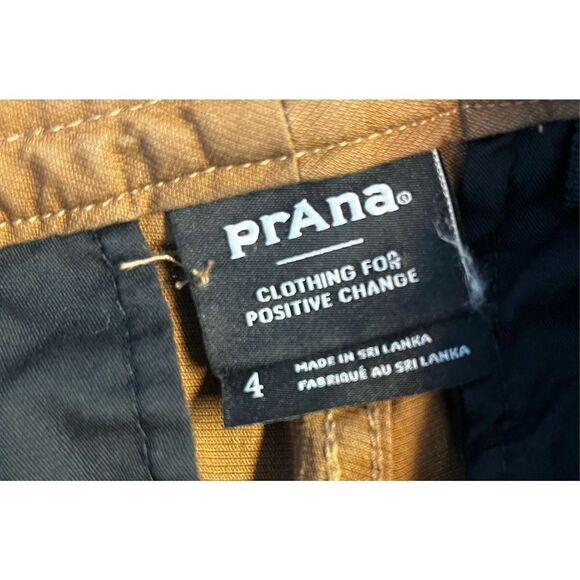 prAna®
CLOTHING FOR
POSITIVE CHANGE
4
MADE IN SRI LANKA
FABRIQUÉ AU SRI LANKA